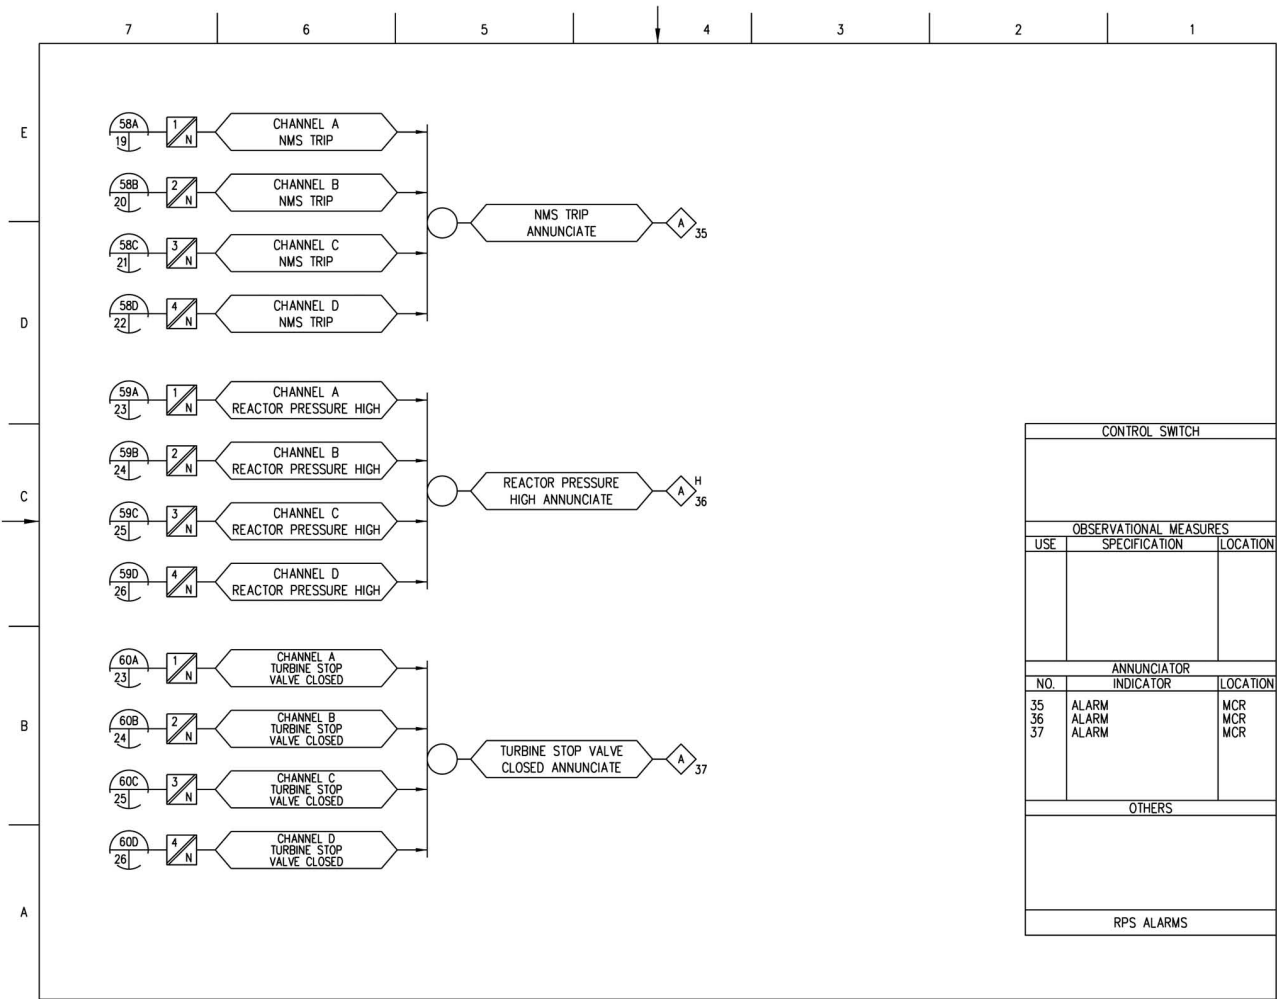 7 6 5 4 3 2 1
E
58A
19
1
N
CHANNEL A
NMS TRIP
58B
20
2
N
CHANNEL B
NMS TRIP
NMS TRIP
ANNUNCIATE
A
35
58C
21
3
N
CHANNEL C
NMS TRIP
D
58D
22
4
N
CHANNEL D
NMS TRIP
59A
23
1
N
CHANNEL A
REACTOR PRESSURE HIGH
59B
24
2
N
CHANNEL B
REACTOR PRESSURE HIGH
C
REACTOR PRESSURE
HIGH ANNUNCIATE
A
H
36
59C
25
3
N
CHANNEL C
REACTOR PRESSURE HIGH
59D
26
4
N
CHANNEL D
REACTOR PRESSURE HIGH
60A
23
1
N
CHANNEL A
TURBINE STOP
VALVE CLOSED
B
60B
24
2
N
CHANNEL B
TURBINE STOP
VALVE CLOSED
TURBINE STOP VALVE
CLOSED ANNUNCIATE
A
37
60C
25
3
N
CHANNEL C
TURBINE STOP
VALVE CLOSED
60D
26
4
N
CHANNEL D
TURBINE STOP
VALVE CLOSED
A
CONTROL SWITCH
OBSERVATIONAL MEASURES
USE SPECIFICATION LOCATION
ANNUNCIATOR
NO. INDICATOR LOCATION
35 ALARM MCR
36 ALARM MCR
37 ALARM MCR
OTHERS
RPS ALARMS